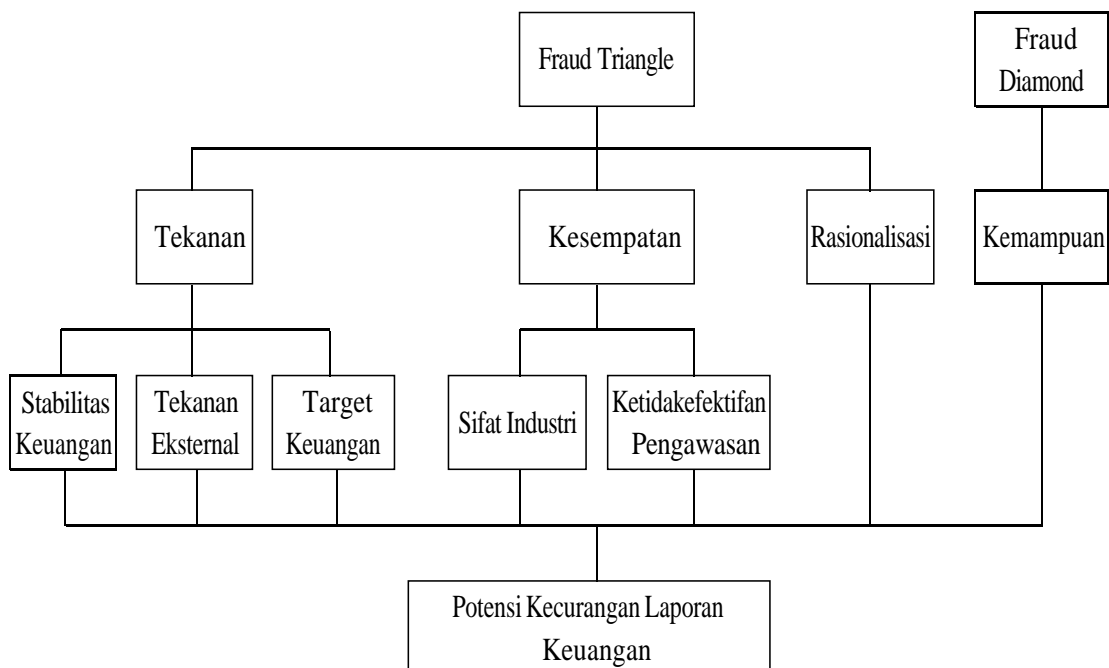 Fraud Triangle
Fraud
Diamond
Tekanan
Kesempatan
Rasionalisasi
Kemampuan
Stabilitas
Keuangan
Tekanan
Eksternal
Target
Keuangan
Sifat Industri
Ketidakefektifan
Pengawasan
Potensi Kecurangan Laporan
Keuangan